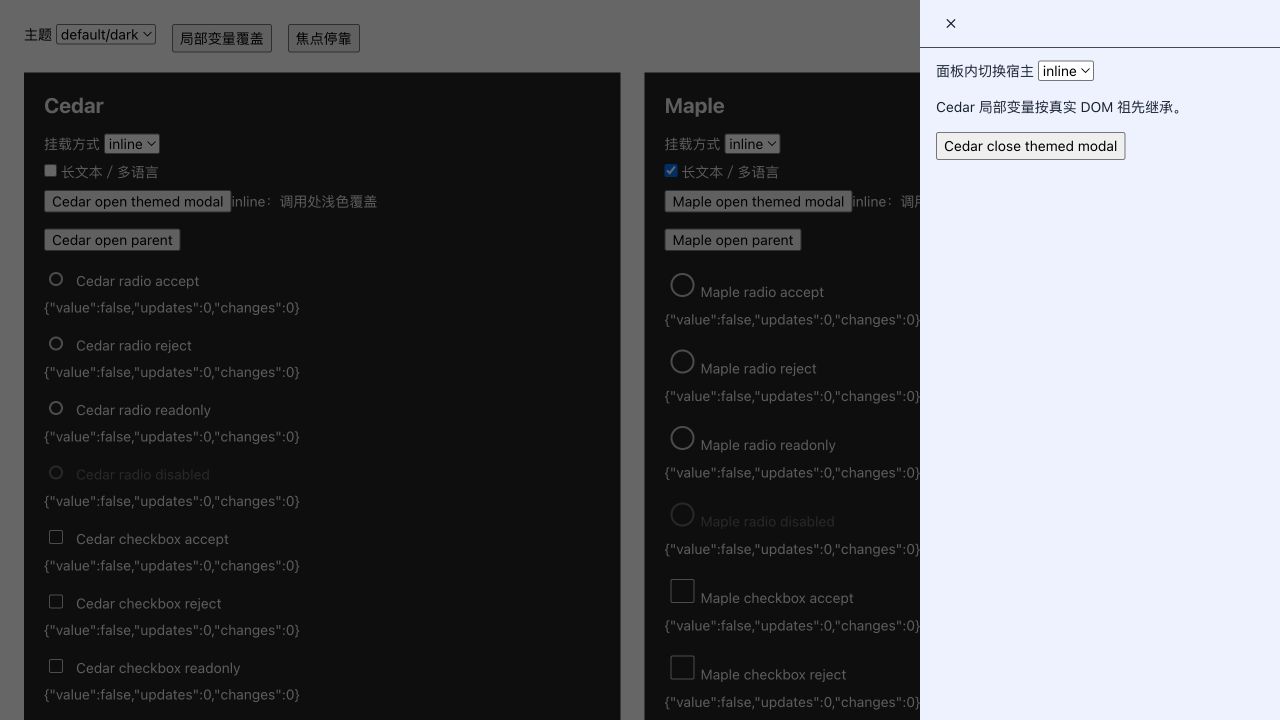 主题 default/dark 局部变量覆盖 焦点停靠
Cedar
挂载方式 inline
长文本 / 多语言
Cedar open themed modal inline：调用处浅色覆盖
Cedar open parent
Cedar radio accept
{"value":false,"updates":0,"changes":0}
Cedar radio reject
{"value":false,"updates":0,"changes":0}
Cedar radio readonly
{"value":false,"updates":0,"changes":0}
Cedar radio disabled
{"value":false,"updates":0,"changes":0}
Cedar checkbox accept
{"value":false,"updates":0,"changes":0}
Cedar checkbox reject
{"value":false,"updates":0,"changes":0}
Cedar checkbox readonly
{"value":false,"updates":0,"changes":0}
Maple
挂载方式 inline
长文本 / 多语言
Maple open themed modal inline：调
Maple open parent
Maple radio accept
{"value":false,"updates":0,"changes":0}
Maple radio reject
{"value":false,"updates":0,"changes":0}
Maple radio readonly
{"value":false,"updates":0,"changes":0}
Maple radio disabled
{"value":false,"updates":0,"changes":0}
Maple checkbox accept
{"value":false,"updates":0,"changes":0}
Maple checkbox reject
{"value":false,"updates":0,"changes":0}
面板内切换宿主 inline
Cedar 局部变量按真实 DOM 祖先继承。
Cedar close themed modal